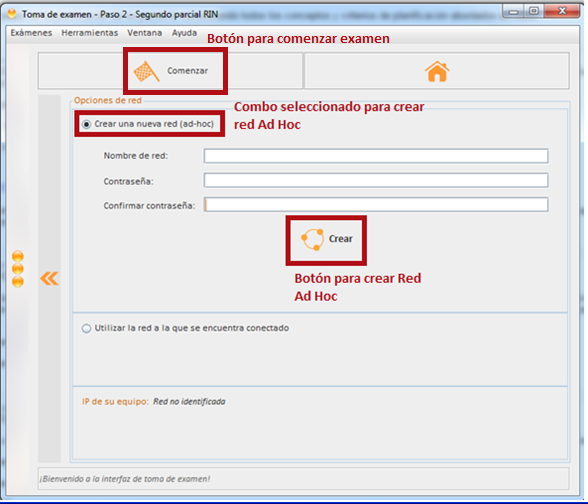 Toma de examen - Paso 2 - Segundo parcial RIN
Exámenes Herramientas Ventana Ayuda
Botón para comenzar examen
Comenzar
Opciones de red
Combo seleccionado para crear
red Ad Hoc
Crear una nueva red (ad-hoc)
Nombre de red:
Contraseña:
Confirmar contraseña:
Crear
Botón para crear Red
Ad Hoc
Utilizar la red a la que se encuentra conectado
IP de su equipo: Red no identificada
¡Bienvenido a la interfaz de toma de examen!